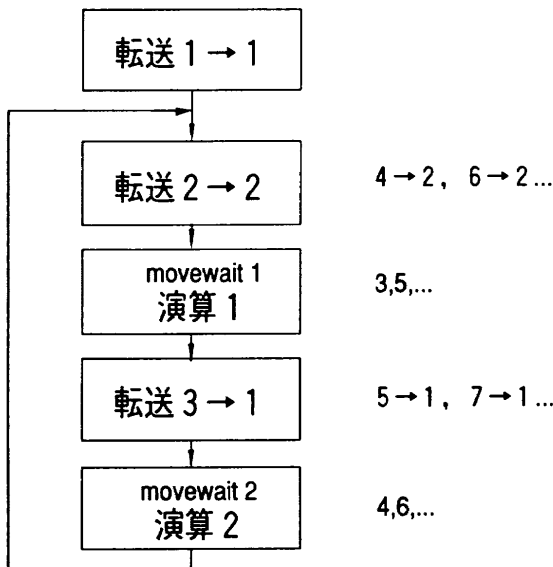 転送 1 → 1
転送 2 → 2
4 → 2 , 6 → 2 ...
movewait 1
演算 1
3,5,...
転送 3 → 1
5 → 1 , 7 → 1 ...
movewait 2
演算 2
4,6,...